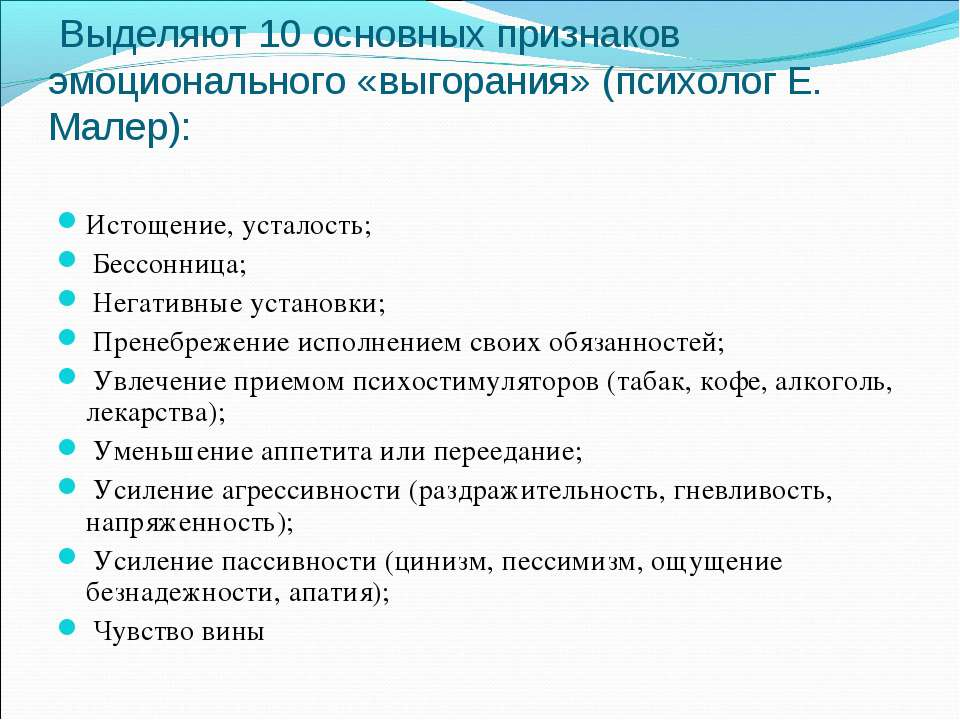 Выделяют 10 основных признаков
эмоционального «выгорания» (психолог Е.
Малер):
Истощение, усталость;
Бессонница;
Негативные установки;
Пренебрежение исполнением своих обязанностей;
Увлечение приемом психостимуляторов (табак, кофе, алкоголь,
лекарства);
Уменьшение аппетита или переедание;
Усиление агрессивности (раздражительность, гневливость,
напряженность);
Усиление пассивности (цинизм, пессимизм, ощущение
безнадежности, апатия);
Чувство вины